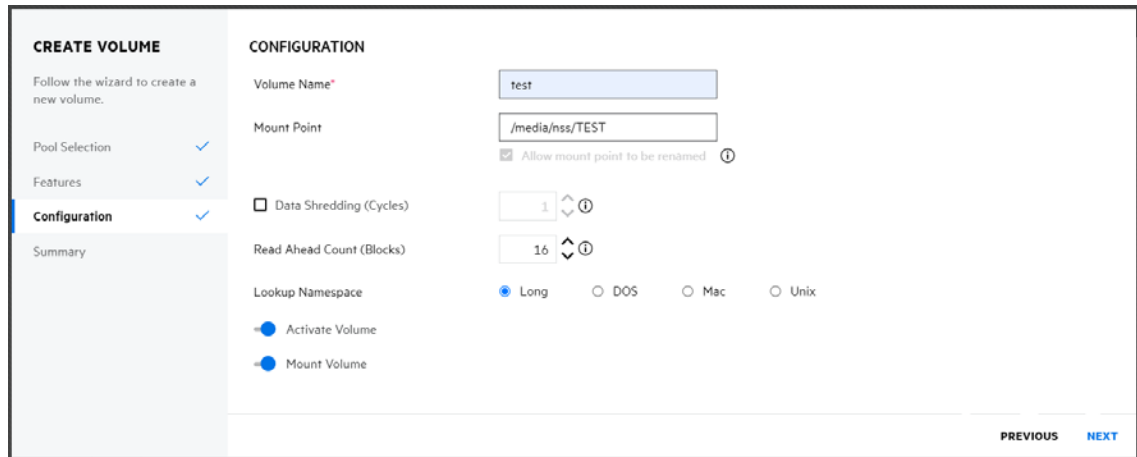 CREATE VOLUME
Follow the wizard to create a
new volume.
Pool Selection
Features
Configuration
Summary
CONFIGURATION
Volume Name*
test
Mount Point
/media/nss/TEST
Allow mount point to be renamed
Data Shredding (Cycles)
1
Read Ahead Count (Blocks)
16
Lookup Namespace
Long DOS Mac Unix
Activate Volume
Mount Volume
PREVIOUS NEXT